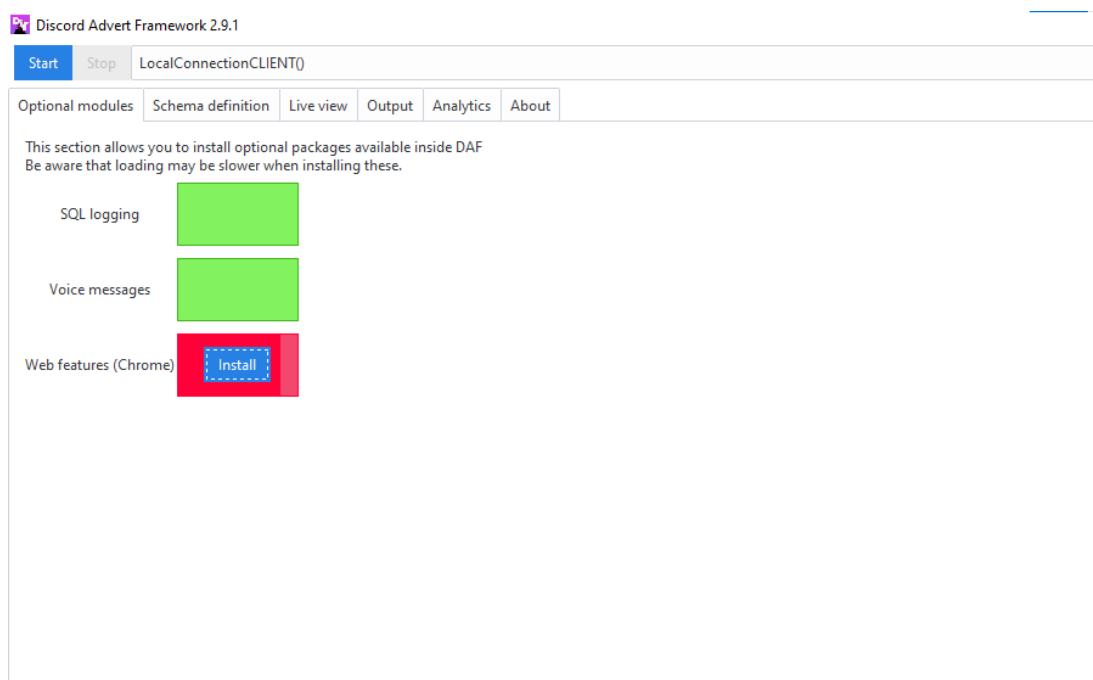 Discord Advert Framework 2.9.1
Start Stop LocalConnectionCLIENT()
Optional modules Schema definition Live view Output Analytics About
This section allows you to install optional packages available inside DAF
Be aware that loading may be slower when installing these.
SQL logging
Voice messages
Web features (Chrome) Install